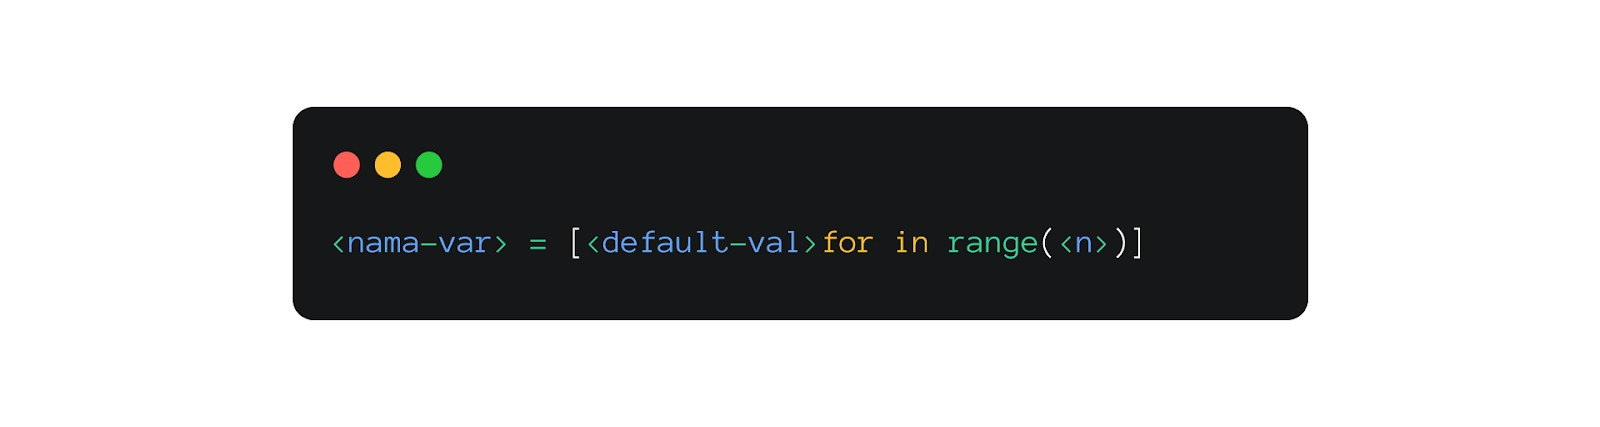 <nama-var> = [<default-val>for in range(<n>)]